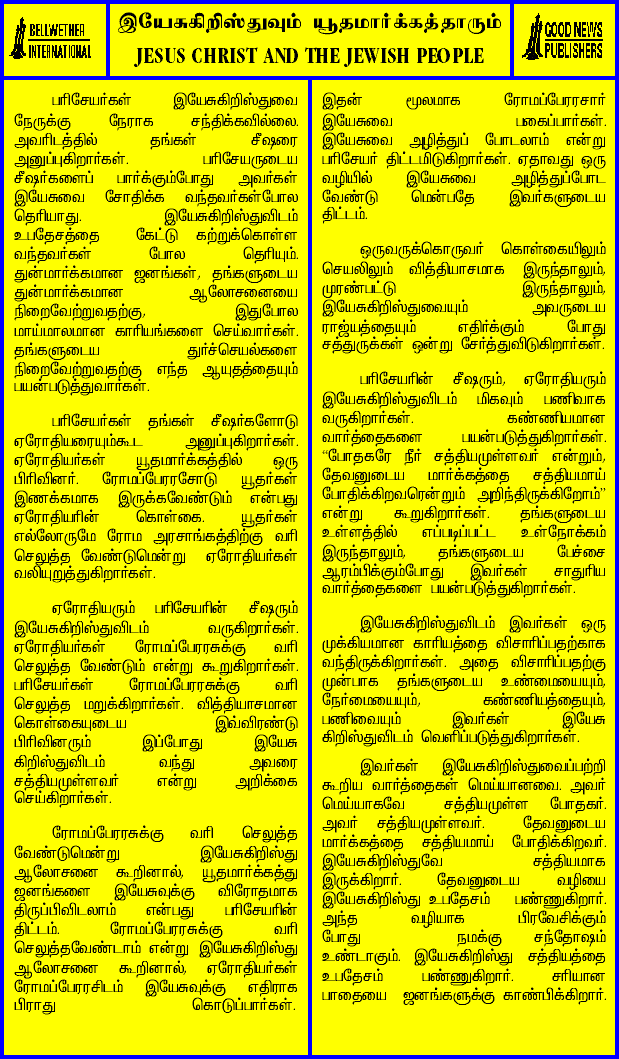 BELLWETHER
INTERNATIONAL
இயேசுகிறிஸ்துவும் யூதமார்க்கத்தாரும்
JESUS CHRIST AND THE JEWISH PEOPLE
GOOD NEWS
PUBLISHERS
பரிசேயர்கள் இயேசுகிறிஸ்துவை
நேருக்கு நேராக சந்திக்கவில்லை.
அவரிடத்தில் தங்கள் சீஷரை
அனுப்புகிறார்கள். பரிசேயருடைய
சீஷர்களைப் பார்க்கும்போது அவர்கள்
இயேசுவை சோதிக்க வந்தவர்கள்போல
தெரியாது. இயேசுகிறிஸ்துவிடம்
உபதேசத்தை கேட்டு கற்றுக்கொள்ள
வந்தவர்கள் போல தெரியும்.
துன்மார்க்கமான ஜனங்கள், தங்களுடைய
துன்மார்க்கமான ஆலோசனையை
நிறைவேற்றுவதற்கு, இதுபோல
மாய்மாலமான காரியங்களை செய்வார்கள்.
தங்களுடைய துர்ச்செயல்களை
நிறைவேற்றுவதற்கு எந்த ஆயுதத்தையும்
பயன்படுத்துவார்கள்.
பரிசேயர்கள் தங்கள் சீஷர்களோடு
ஏரோதியரையும்கூட அனுப்புகிறார்கள்.
ஏரோதியர்கள் யூதமார்க்கத்தில் ஒரு
பிரிவினர். ரோமப்பேரரசோடு யூதர்கள்
இணக்கமாக இருக்கவேண்டும் என்பது
ஏரோதியரின் கொள்கை. யூதர்கள்
எல்லோருமே ரோம அரசாங்கத்திற்கு வரி
செலுத்த வேண்டுமென்று ஏரோதியர்கள்
வலியுறுத்துகிறார்கள்.
ஏரோதியரும் பரிசேயரின் சீஷரும்
இயேசுகிறிஸ்துவிடம் வருகிறார்கள்.
ஏரோதியர்கள் ரோமப்பேரரசுக்கு வரி
செலுத்த வேண்டும் என்று கூறுகிறார்கள்.
பரிசேயர்கள் ரோமப்பேரரசுக்கு வரி
செலுத்த மறுக்கிறார்கள். வித்தியாசமான
கொள்கையுடைய இவ்விரண்டு
பிரிவினரும் இப்போது இயேசு
கிறிஸ்துவிடம் வந்து அவரை
சத்தியமுள்ளவர் என்று அறிக்கை
செய்கிறார்கள்.
ரோமப்பேரரசுக்கு வரி செலுத்த
வேண்டுமென்று இயேசுகிறிஸ்து
ஆலோசனை கூறினால், யூதமார்க்கத்து
ஜனங்களை இயேசுவுக்கு விரோதமாக
திருப்பிவிடலாம் என்பது பரிசேயரின்
திட்டம். ரோமப்பேரரசுக்கு வரி
செலுத்தவேண்டாம் என்று இயேசுகிறிஸ்து
ஆலோசனை கூறினால், ஏரோதியர்கள்
ரோமப்பேரரசிடம் இயேசுவுக்கு எதிராக
பிராது கொடுப்பார்கள்.
இதன் மூலமாக ரோமப்பேரரசார்
இயேசுவை பகைப்பார்கள்.
இயேசுவை அழித்துப் போடலாம் என்று
பரிசேயர் திட்டமிடுகிறார்கள். ஏதாவது ஒரு
வழியில் இயேசுவை அழித்துப்போட
வேண்டு மென்பதே இவர்களுடைய
திட்டம்.
ஒருவருக்கொருவர் கொள்கையிலும்
செயலிலும் வித்தியாசமாக இருந்தாலும்,
முரண்பட்டு இருந்தாலும்,
இயேசுகிறிஸ்துவையும் அவருடைய
ராஜ்யத்தையும் எதிர்க்கும் போது
சத்துருக்கள் ஒன்று சேர்த்துவிடுகிறார்கள்.
பரிசேயரின் சீஷரும், ஏரோதியரும்
இயேசுகிறிஸ்துவிடம் மிகவும் பணிவாக
வருகிறார்கள். கண்ணியமான
வார்த்தைகளை பயன்படுத்துகிறார்கள்.
“போதகரே நீர் சத்தியமுள்ளவர் என்றும்,
தேவனுடைய மார்க்கத்தை சத்தியமாய்
போதிக்கிறவரென்றும் அறிந்திருக்கிறோம்”
என்று கூறுகிறார்கள். தங்களுடைய
உள்ளத்தில் எப்படிப்பட்ட உள்நோக்கம்
இருந்தாலும், தங்களுடைய பேச்சை
ஆரம்பிக்கும்போது இவர்கள் சாதுரிய
வார்த்தைகளை பயன்படுத்துகிறார்கள்.
இயேசுகிறிஸ்துவிடம் இவர்கள் ஒரு
முக்கியமான காரியத்தை விசாரிப்பதற்காக
வந்திருக்கிறார்கள். அதை விசாரிப்பதற்கு
முன்பாக தங்களுடைய உண்மையையும்,
நேர்மையையும், கண்ணியத்தையும்,
பணிவையும் இவர்கள் இயேசு
கிறிஸ்துவிடம் வெளிப்படுத்துகிறார்கள்.
இவர்கள் இயேசுகிறிஸ்துவைப்பற்றி
கூறிய வார்த்தைகள் மெய்யானவை. அவர்
மெய்யாகவே சத்தியமுள்ள போதகர்.
அவர் சத்தியமுள்ளவர். தேவனுடைய
மார்க்கத்தை சத்தியமாய் போதிக்கிறவர்.
இயேசுகிறிஸ்துவே சத்தியமாக
இருக்கிறார். தேவனுடைய வழியை
இயேசுகிறிஸ்து உபதேசம் பண்ணுகிறார்.
அந்த வழியாக பிரவேசிக்கும்
போது நமக்கு சந்தோஷம்
உண்டாகும். இயேசுகிறிஸ்து சத்தியத்தை
உபதேசம் பண்ணுகிறார். சரியான
பாதையை ஜனங்களுக்கு காண்பிக்கிறார்.